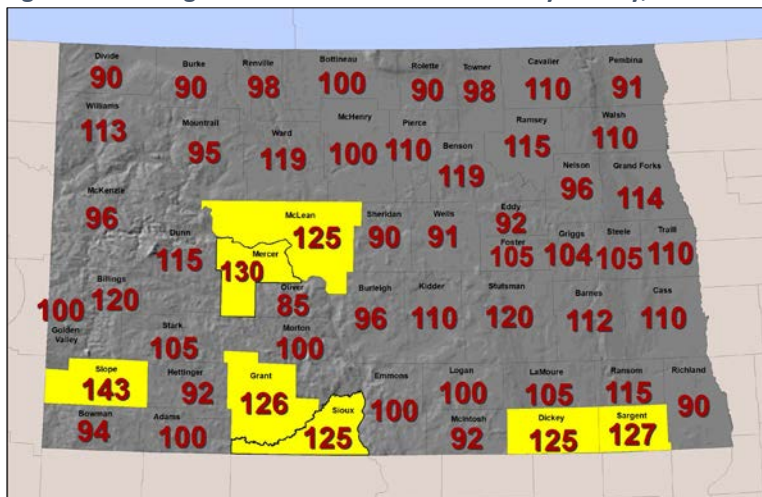 Divide
90
Burke
90
Renville
98
Bottineau
100
Rolette
90
Towner
98
Cavalier
110
Pembina
91
Williams
113
Mountrail
95
Ward
119
McHenry
100
Pierce
110
Benson
119
Ramsey
115
Walsh
110
Nelson
96
Grand Forks
114
McKenzie
96
Dunn
115
McLean
125
Mercer
130
Sheridan
90
Wells
91
Eddy
92
Foster
105
Griggs
104
Steele
105
Traill
110
Billings
120
100
Golden
Valley
Stark
105
Oliver
85
Morton
100
Burleigh
96
Kidder
110
Stutsman
120
Barnes
112
Cass
110
Slope
143
Hettinger
92
Grant
126
Sioux
125
Emmons
100
Logan
100
LaMoure
105
Ransom
115
Richland
90
Bowman
94
Adams
100
McIntosh
92
Dickey
125
Sargent
127